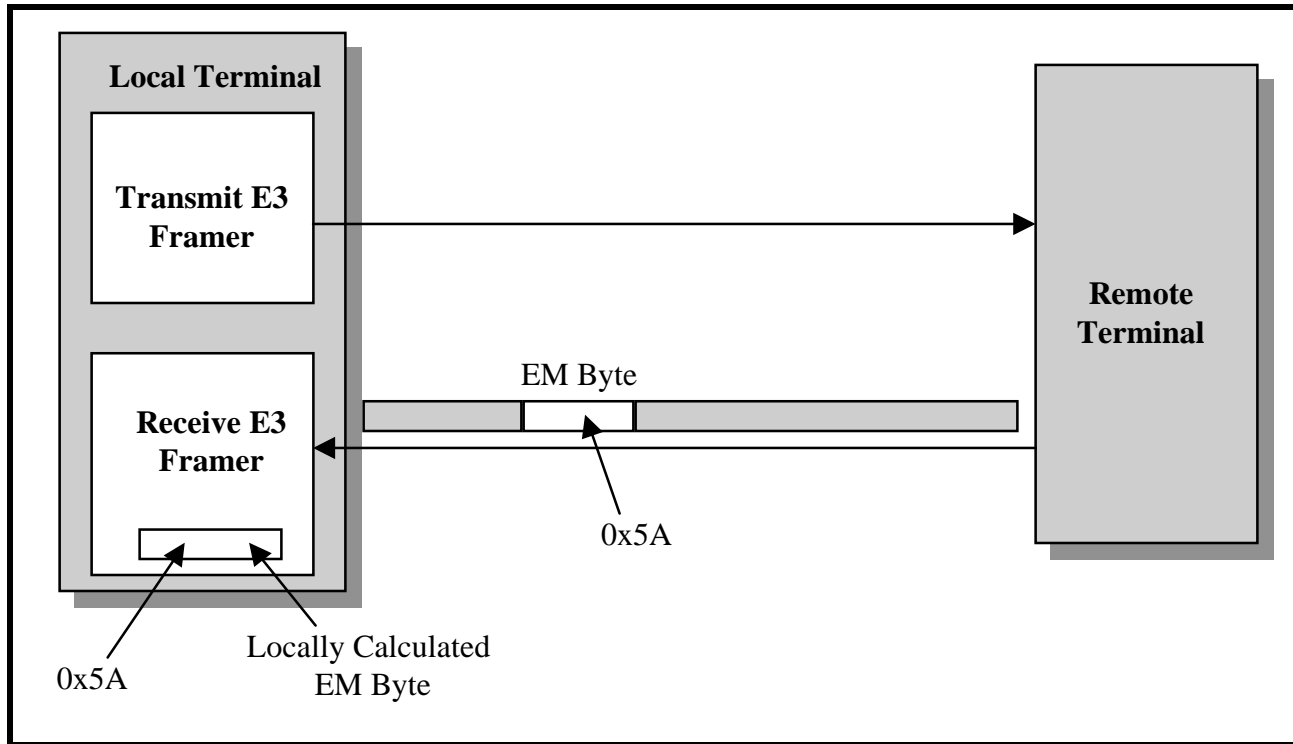 Local Terminal
Transmit E3
Framer
Remote
Terminal
EM Byte
Receive E3
Framer
0x5A
Locally Calculated
EM Byte
0x5A